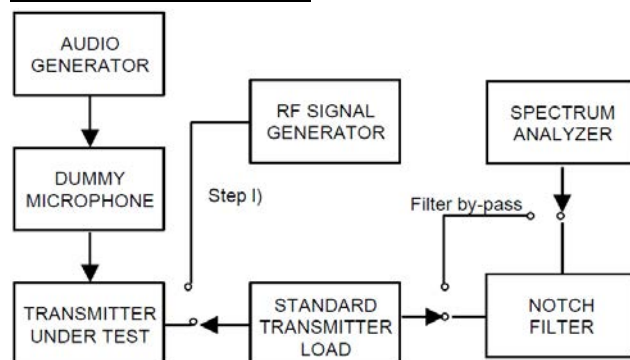 AUDIO
GENERATOR
RF SIGNAL
GENERATOR
SPECTRUM
ANALYZER
DUMMY
MICROPHONE
Step l)
Filter by-pass
TRANSMITTER
UNDER TEST
STANDARD
TRANSMITTER
LOAD
NOTCH
FILTER